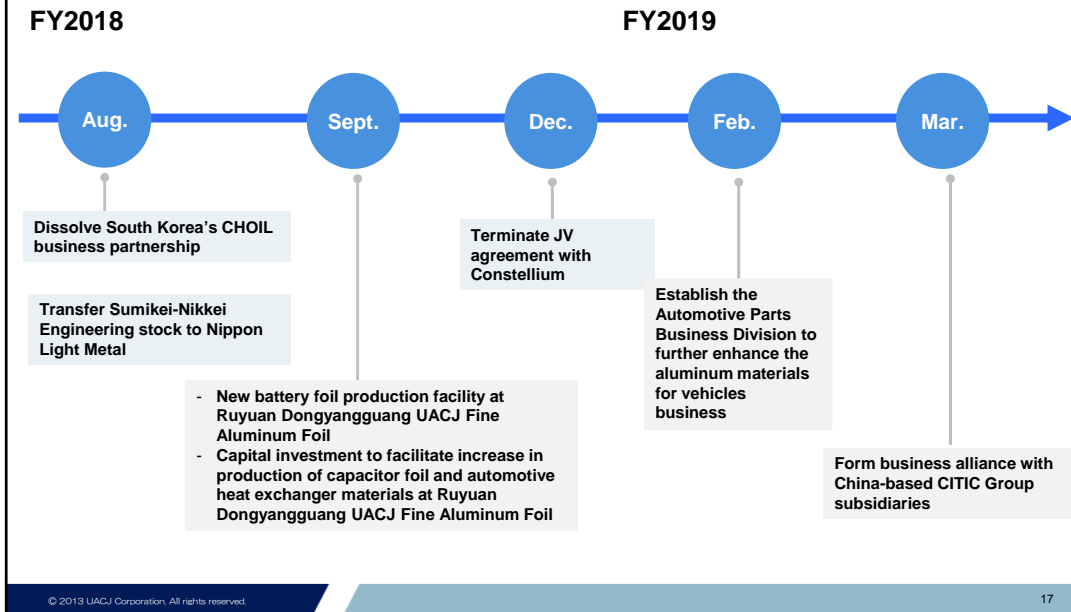 FY2018
FY2019
Aug.
Sept.
Dec.
Feb.
Mar.
Dissolve South Korea’s CHOIL
business partnership
Transfer Sumikei-Nikkei
Engineering stock to Nippon
Light Metal
- New battery foil production facility at
Ruyuan Dongyangguang UACJ Fine
Aluminum Foil
- Capital investment to facilitate increase in
production of capacitor foil and automotive
heat exchanger materials at Ruyuan
Dongyangguang UACJ Fine Aluminum Foil
Terminate JV
agreement with
Constellium
Establish the
Automotive Parts
Business Division to
further enhance the
aluminum materials
for vehicles
business
Form business alliance with
China-based CITIC Group
subsidiaries
© 2013 UACJ Corporation. All rights reserved.
17